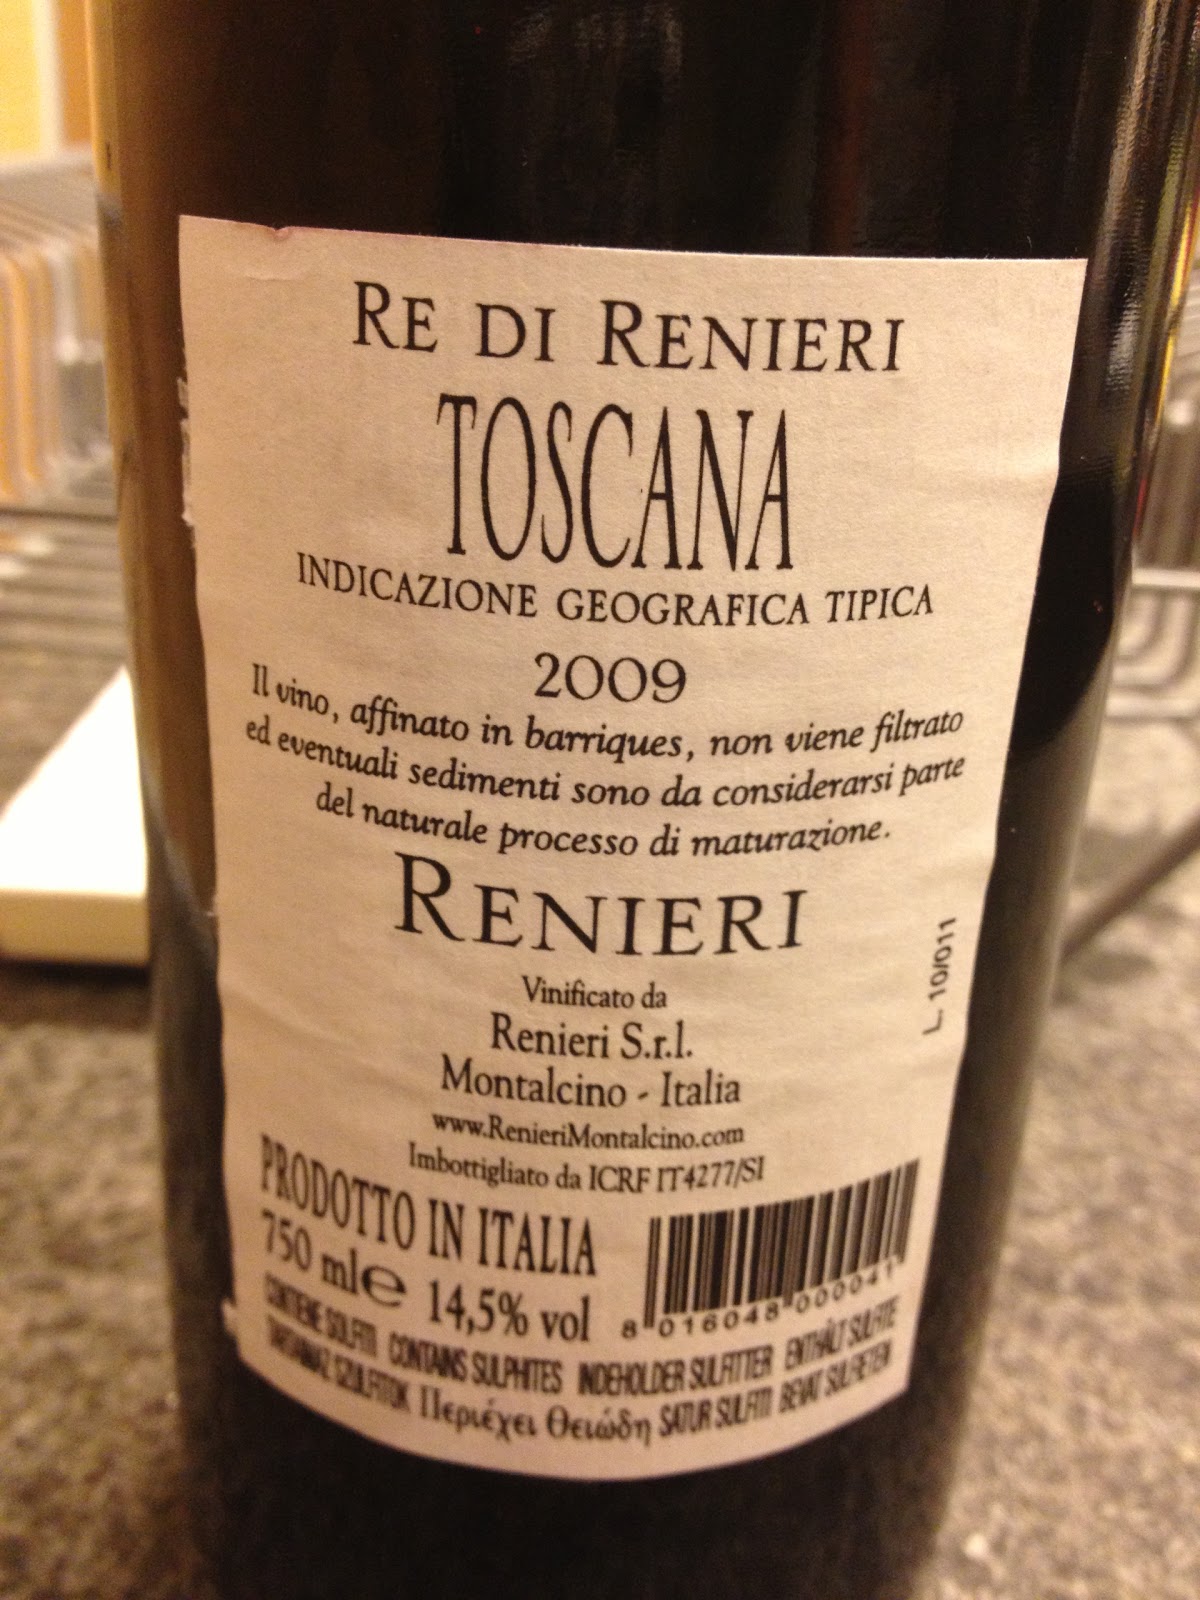 RE DI RENIERI
TOSCANA
INDICAZIONE GEOGRAFICA TIPICA
2009
Il vino, affinato in barriques, non viene filtrato
ed eventuali sedimenti sono da considerarsi parte
del naturale processo di maturazione.
RENIERI
Vinificato da
Renieri S.r.l.
Montalcino - Italia
www.RenieriMontalcino.com
Imbottigliato da ICRF IT4277/SI
L. 10/011
PRODOTTO IN ITALIA
750 ml e 14,5% vol
8 016048 000041
CONTIENE SOLFITI CONTAINS SULPHITES INDEHOLDER SULFITTER ENTHÄLT SULFITE
TARTALMAZ SZULFITOK Περιέχει Θειώδη SATUR SULFITI BEVAT SULFIETEN